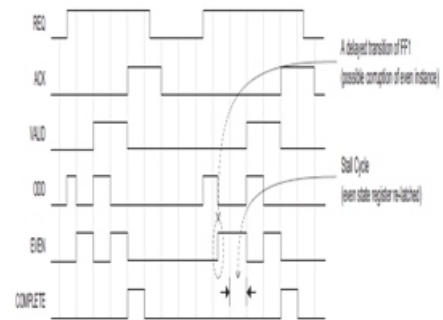 REQ
ACK
VALID
ODD
EVEN
COMPLETE
A delayed transition of FF1
(possible corruption of even instance)
Stall Cycle
(even state register re-latched)